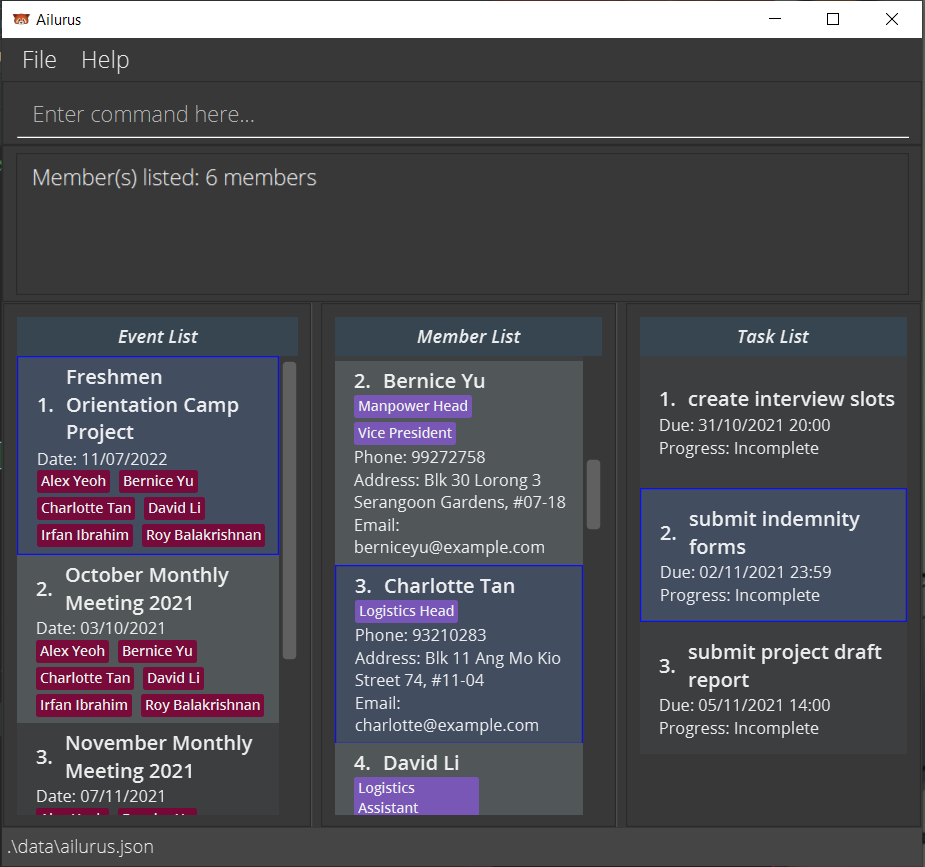 Ailurus
File Help
Enter command here...
Member(s) listed: 6 members
Event List
Freshmen
1. Orientation Camp
Project
Date: 11/07/2022
Alex Yeoh Bernice Yu
Charlotte Tan David Li
Irfan Ibrahim Roy Balakrishnan
October Monthly
2. Meeting 2021
Date: 03/10/2021
Alex Yeoh Bernice Yu
Charlotte Tan David Li
Irfan Ibrahim Roy Balakrishnan
November Monthly
3. Meeting 2021
Date: 07/11/2021
Member List
2. Bernice Yu
Manpower Head
Vice President
Phone: 99272758
Address: Blk 30 Lorong 3
Serangoon Gardens, #07-18
Email:
berniceyu@example.com
3. Charlotte Tan
Logistics Head
Phone: 93210283
Address: Blk 11 Ang Mo Kio
Street 74, #11-04
Email:
charlotte@example.com
4. David Li
Logistics
Assistant
Task List
1. create interview slots
Due: 31/10/2021 20:00
Progress: Incomplete
submit indemnity
2. forms
Due: 02/11/2021 23:59
Progress: Incomplete
submit project draft
3. report
Due: 05/11/2021 14:00
Progress: Incomplete
.\data\ailurus.json